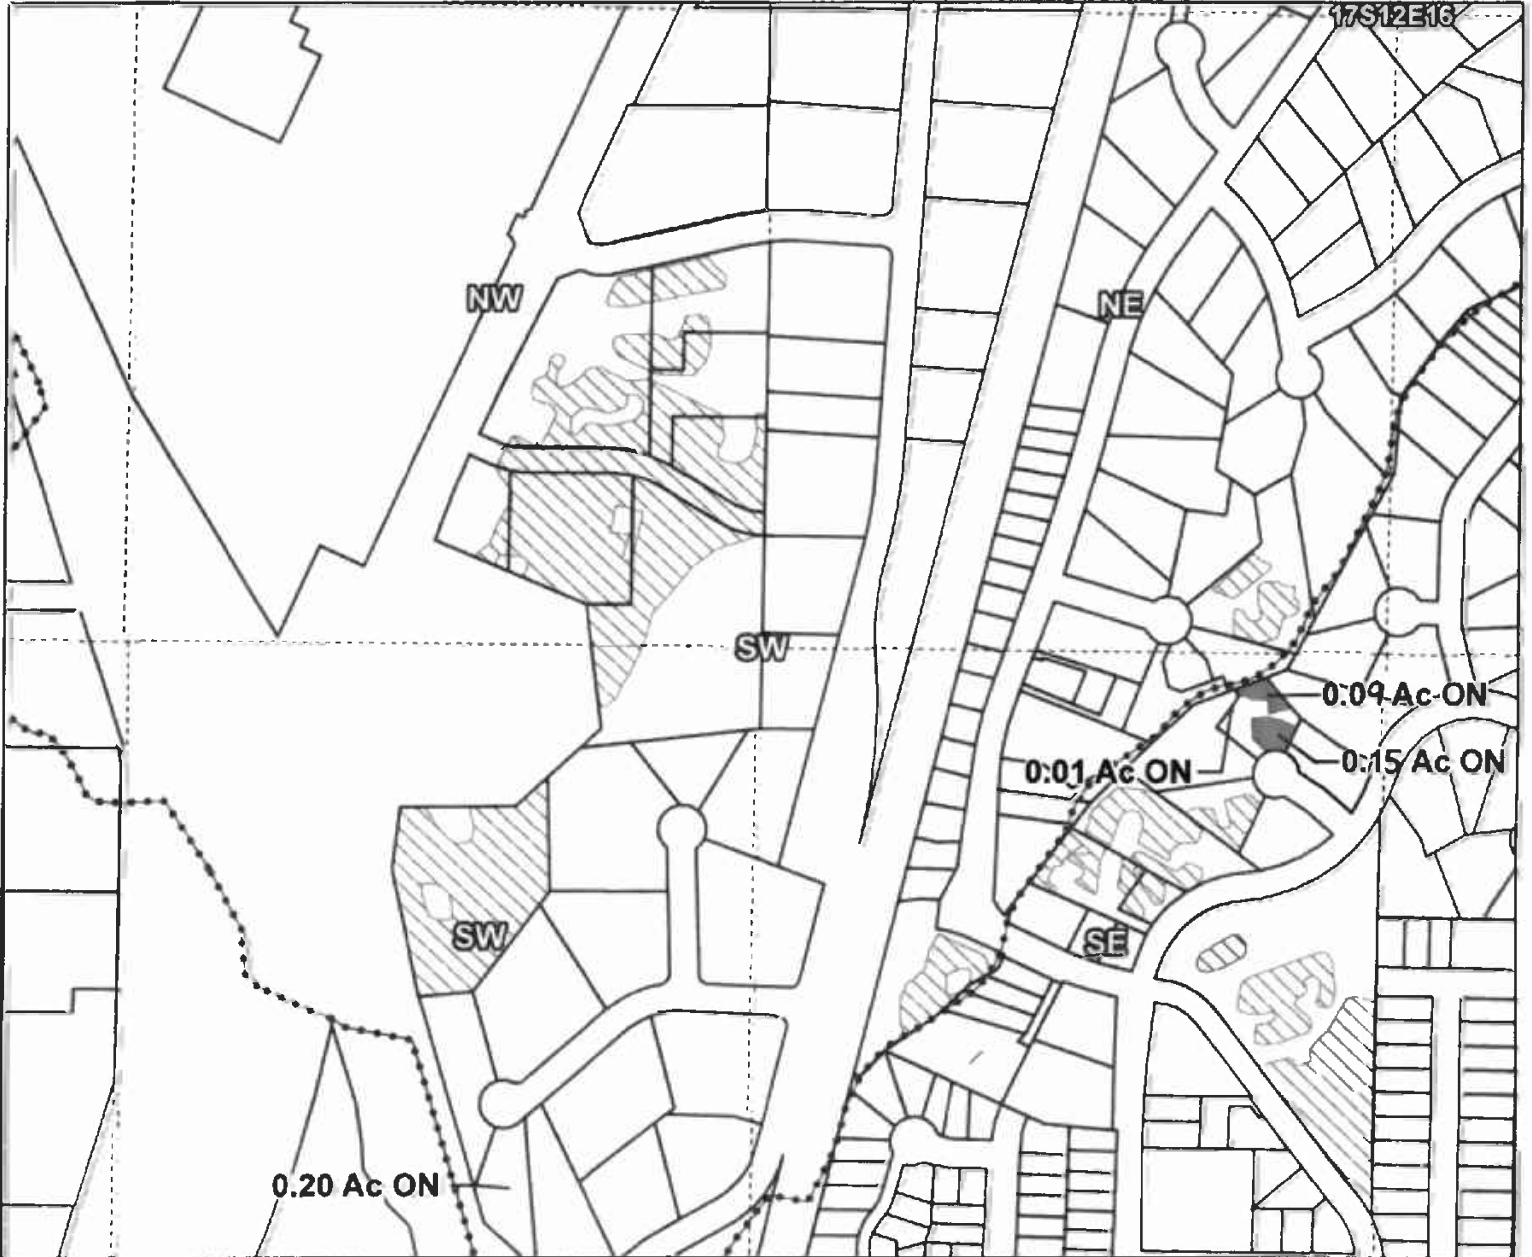 17S12E16
NW
NE
SW
0.09 Ac ON
0.15 Ac ON
0.01 Ac ON
SW
SE
0.20 Ac ON